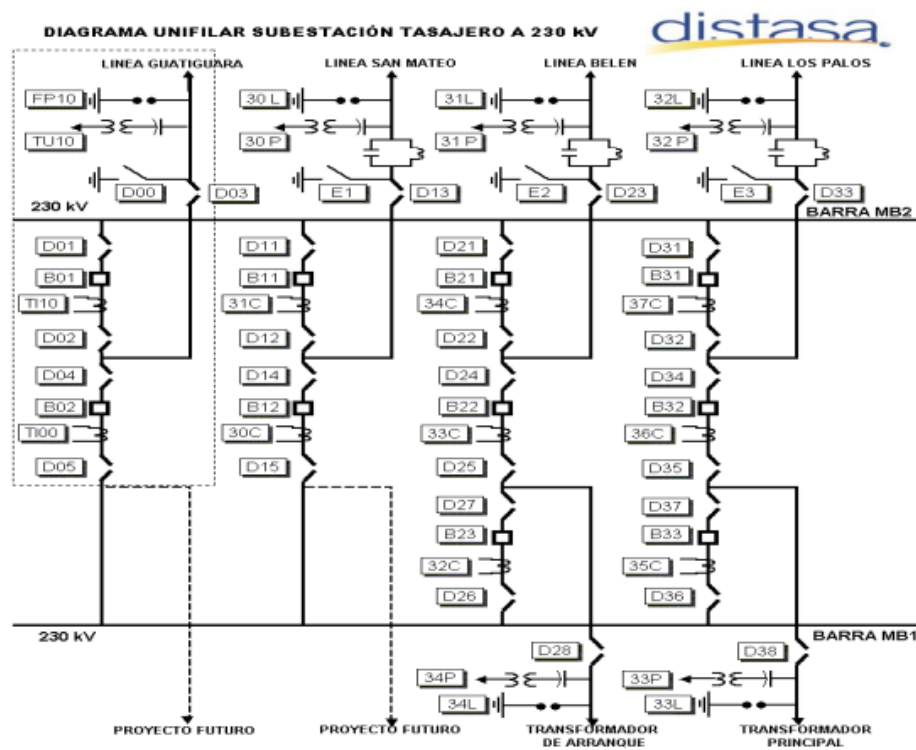 DIAGRAMA UNIFILAR SUBESTACIÓN TASAJERO A 230 kV
distasa
LINEA GUATIGUARA LINEA SAN MATEO LINEA BELEN LINEA LOS PALOS
FP10 30 L 31L 32L
TU10 30 P 31 P 32 P
D00 D03 E1 D13 E2 D23 E3 D33
230 kV BARRA MB2
D01 D11 D21 D31
B01 B11 B21 B31
TI10 31C 34C 37C
D02 D12 D22 D32
D04 D14 D24 D34
B02 B12 B22 B32
TI00 30C 33C 36C
D05 D15 D25 D35
D27 D37
B23 B33
32C 35C
D26 D36
230 kV BARRA MB1
D28 D38
34P 33P
34L 33L
PROYECTO FUTURO PROYECTO FUTURO TRANSFORMADOR TRANSFORMADOR
DE ARRANQUE PRINCIPAL